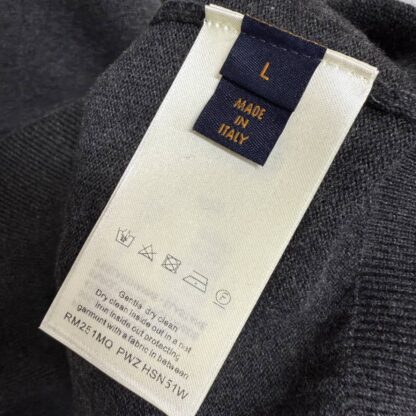 L
MADE
IN
ITALY
Gentle dry clean
Dry clean inside out in a net
Iron inside out protecting
garment with a fabric in between
RM251MQ PWZ HSN51W